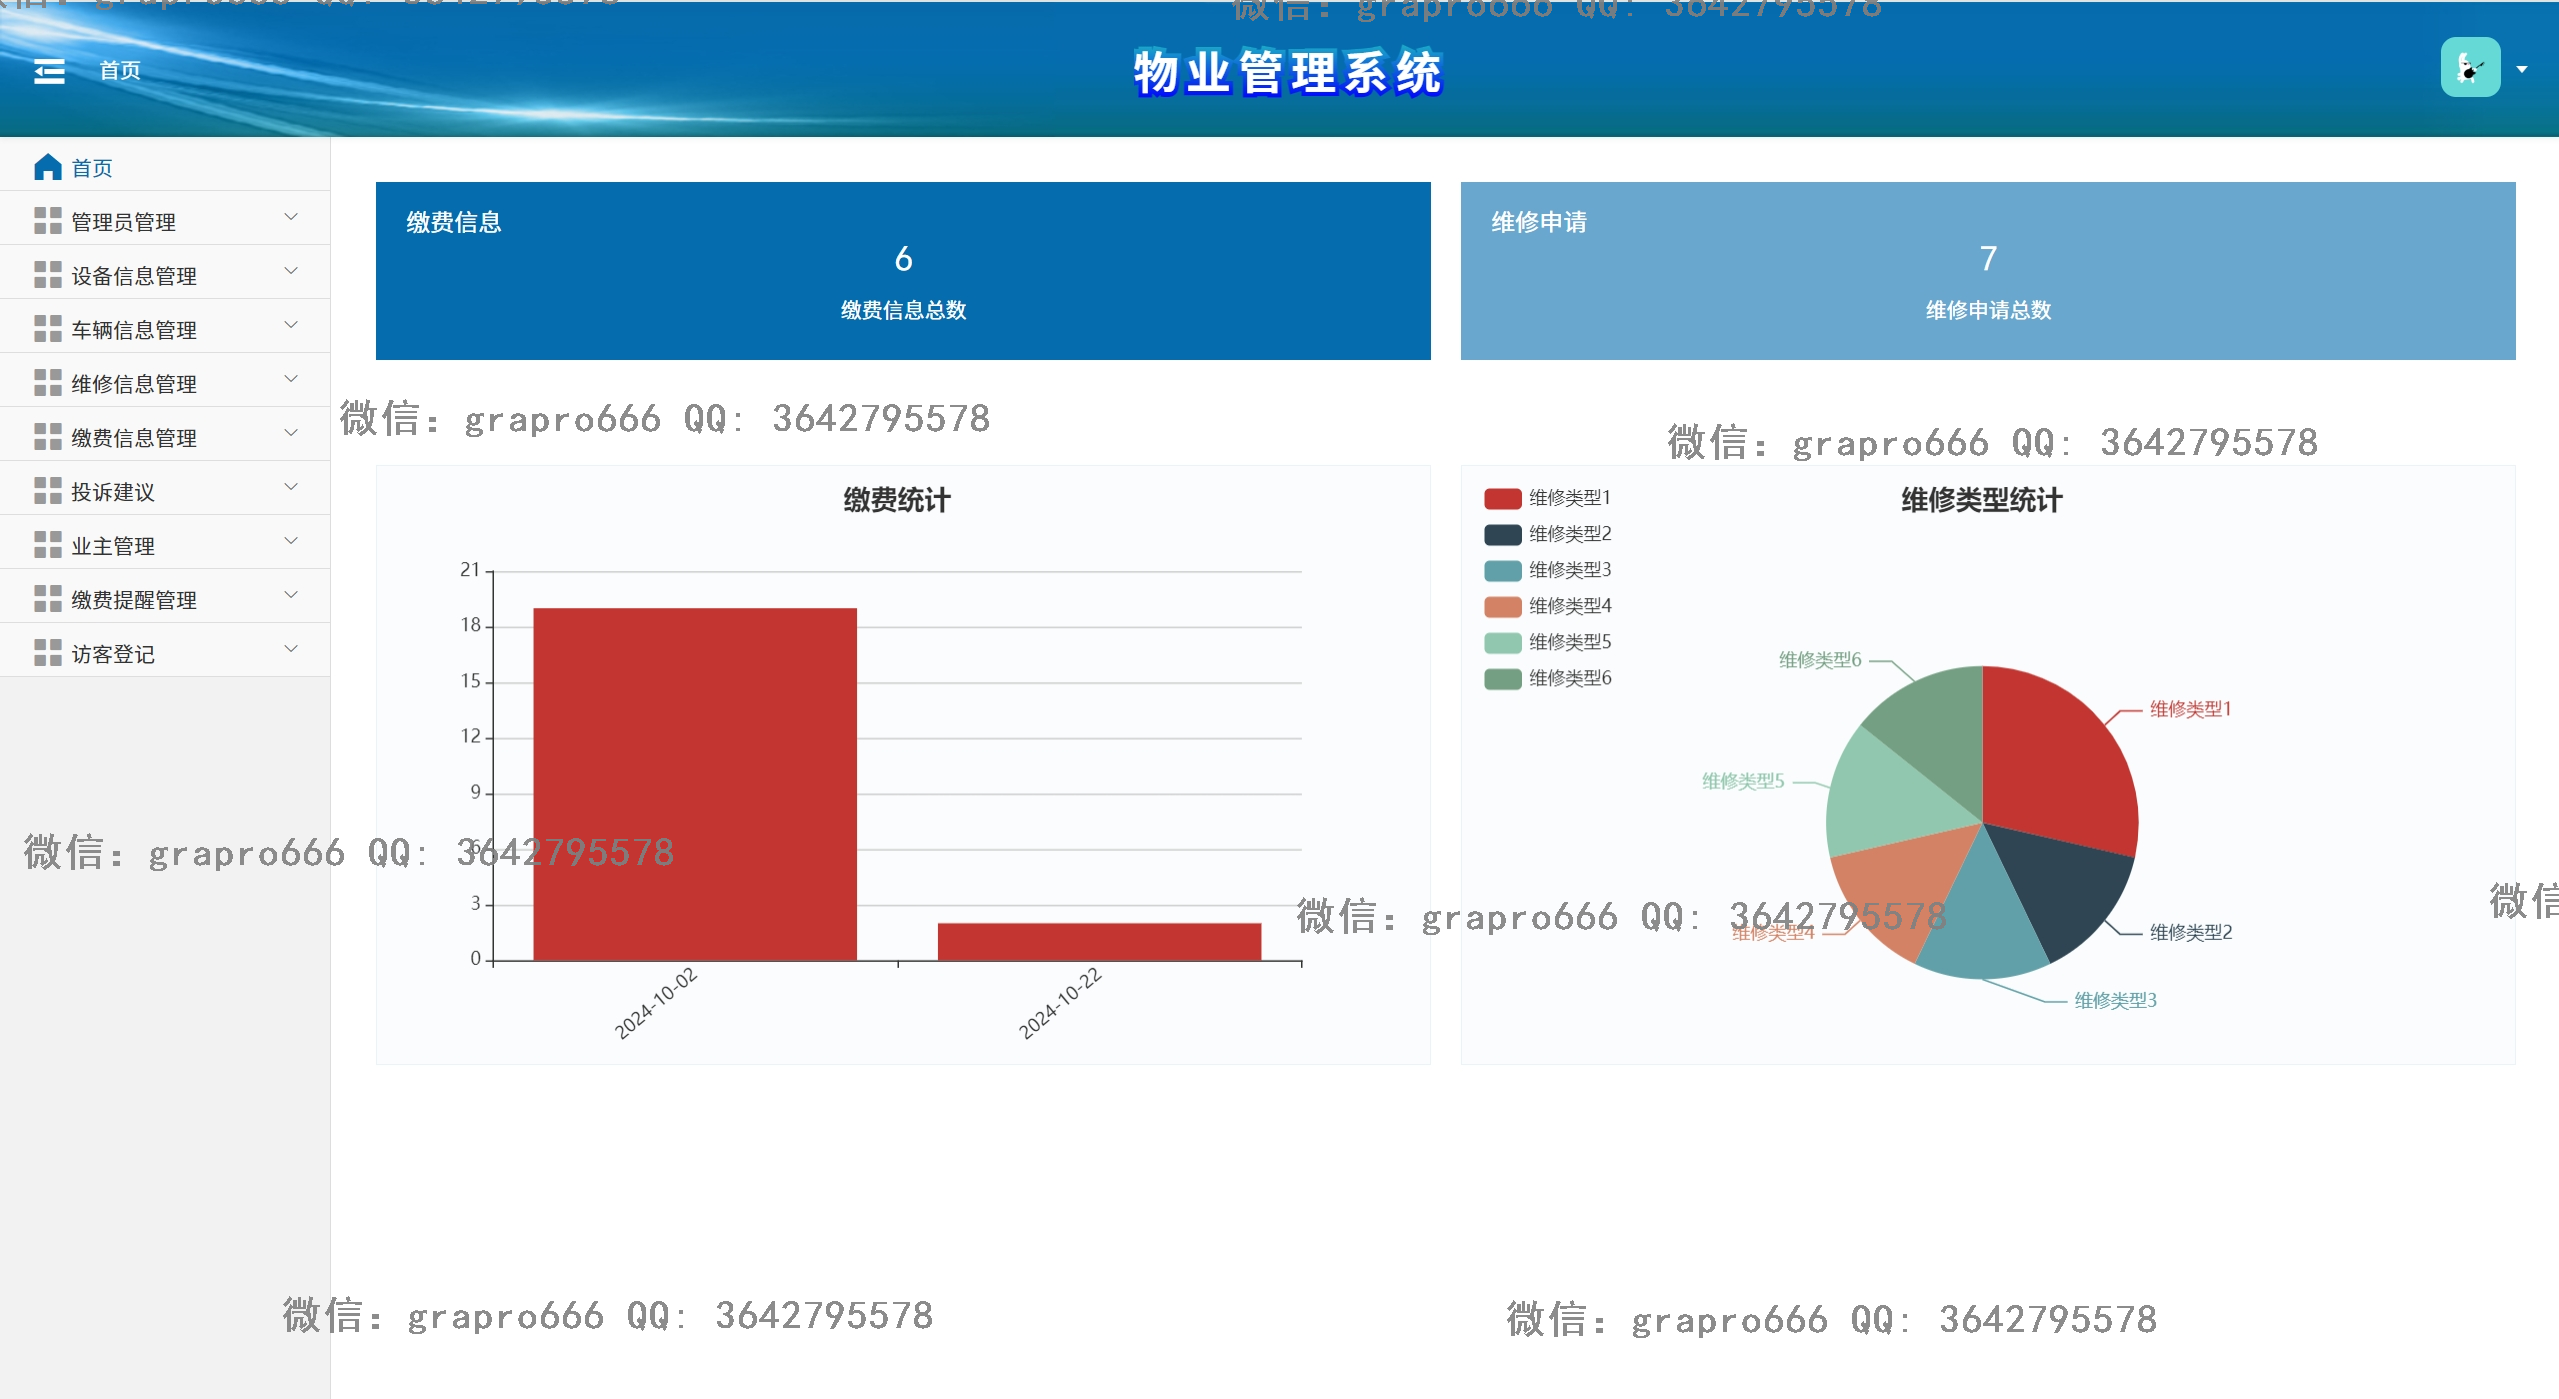 微信: grapro666 QQ: 3642795578
首页
物业管理系统
首页
管理员管理
设备信息管理
车辆信息管理
维修信息管理
缴费信息管理
投诉建议
业主管理
缴费提醒管理
访客登记
缴费信息
6
缴费信息总数
维修申请
7
维修申请总数
微信: grapro666 QQ: 3642795578
微信: grapro666 QQ: 3642795578
缴费统计
21
18
15
12
9
6
3
0
2024-10-02
2024-10-22
维修类型统计
维修类型1
维修类型2
维修类型3
维修类型4
维修类型5
维修类型6
维修类型6
维修类型1
维修类型5
维修类型4
维修类型2
维修类型3
微信: grapro666 QQ: 3642795578
微信: grapro666 QQ: 3642795578
微信
微信: grapro666 QQ: 3642795578
微信: grapro666 QQ: 3642795578